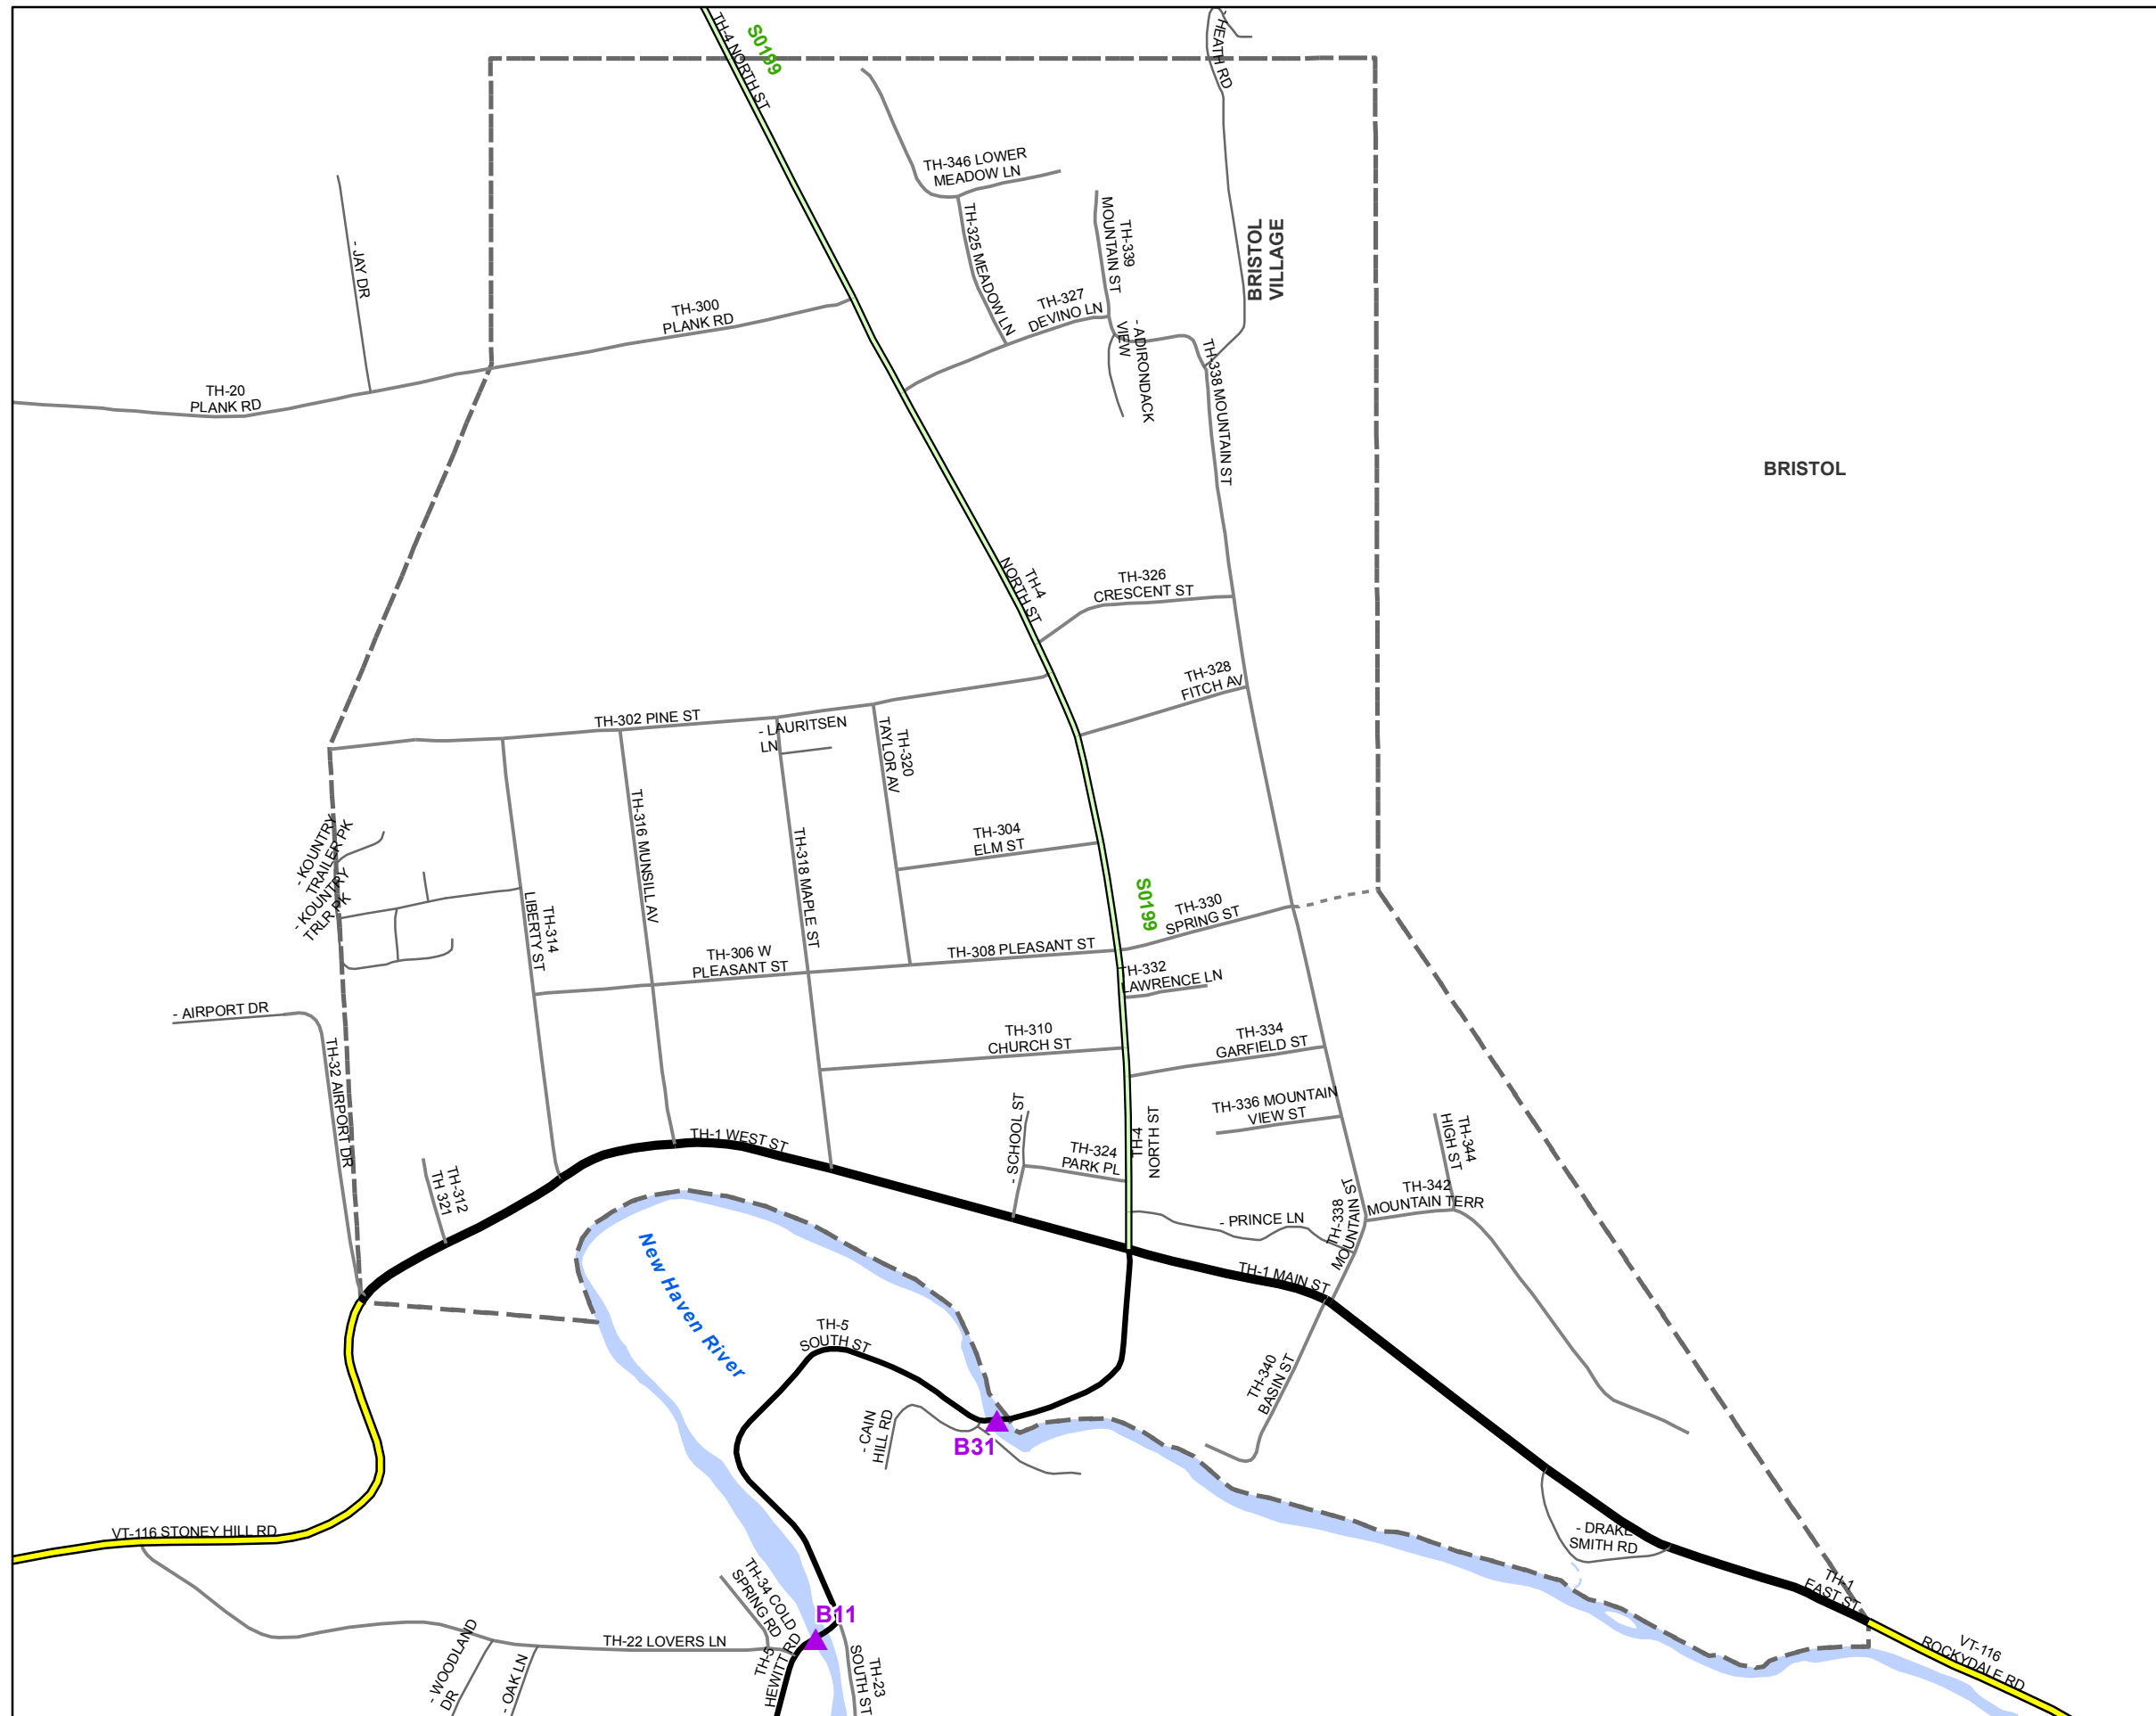 TH-4 NORTH ST
S0199
HEATH RD
TH-346 LOWER
MEADOW LN
TH-325 MEADOW LN
TH-339
MOUNTAIN ST
BRISTOL
VILLAGE
- JAY DR
TH-300
PLANK RD
TH-327
DEVINO LN
- ADIRONDACK
VIEW
TH-338 MOUNTAIN ST
TH-20
PLANK RD
BRISTOL
TH-4
NORTH ST
TH-326
CRESCENT ST
TH-328
FITCH AV
TH-302 PINE ST
- LAURITSEN
LN
TH-320
TAYLOR AV
TH-316 MUNSILL AV
TH-318 MAPLE ST
TH-304
ELM ST
- KOUNTRY
TRAILER PK
- KOUNTRY
TRLR PK
TH-314
LIBERTY ST
S0199
TH-330
SPRING ST
TH-306 W
PLEASANT ST
TH-308 PLEASANT ST
TH-332
LAWRENCE LN
- AIRPORT DR
TH-32 AIRPORT DR
TH-310
CHURCH ST
TH-334
GARFIELD ST
TH-336 MOUNTAIN
VIEW ST
- SCHOOL ST
TH-324
PARK PL
TH-4
NORTH ST
TH-344
HIGH ST
TH-1 WEST ST
TH-312
TH 321
TH-342
MOUNTAIN TERR
TH-338
MOUNTAIN ST
- PRINCE LN
TH-1 MAIN ST
New Haven River
TH-5
SOUTH ST
TH-340
BASIN ST
- CAIN
HILL RD
B31
VT-116 STONEY HILL RD
- DRAKE
SMITH RD
TH-1
EAST ST
TH-34 COLD
SPRING RD
B11
TH-22 LOVERS LN
TH-5
HEWITT RD
TH-23
SOUTH ST
- WOODLAND
DR
- OAK LN
VT-116
ROCKYDALE RD